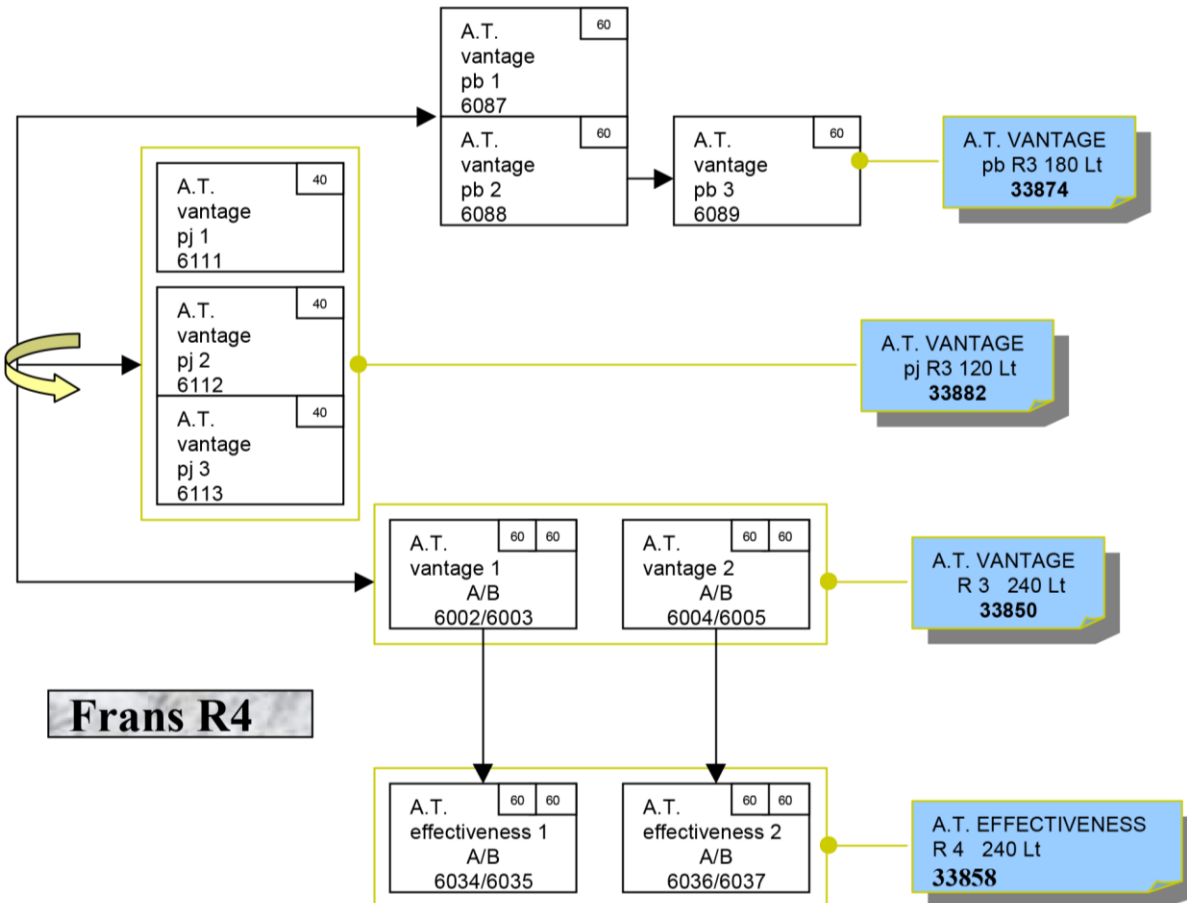 A.T.
60
vantage
pb 1
6087
A.T.
60
vantage
pb 2
6088
A.T.
60
vantage
pb 3
6089
A.T. VANTAGE
pb R3 180 Lt
33874
A.T.
40
vantage
pj 1
6111
A.T.
40
vantage
pj 2
6112
A.T.
40
vantage
pj 3
6113
A.T. VANTAGE
pj R3 120 Lt
33882
A.T.
60 60
vantage 1
A/B
6002/6003
A.T.
60 60
vantage 2
A/B
6004/6005
A.T. VANTAGE
R 3 240 Lt
33850
Frans R4
A.T.
60 60
effectiveness 1
A/B
6034/6035
A.T.
60 60
effectiveness 2
A/B
6036/6037
A.T. EFFECTIVENESS
R 4 240 Lt
33858